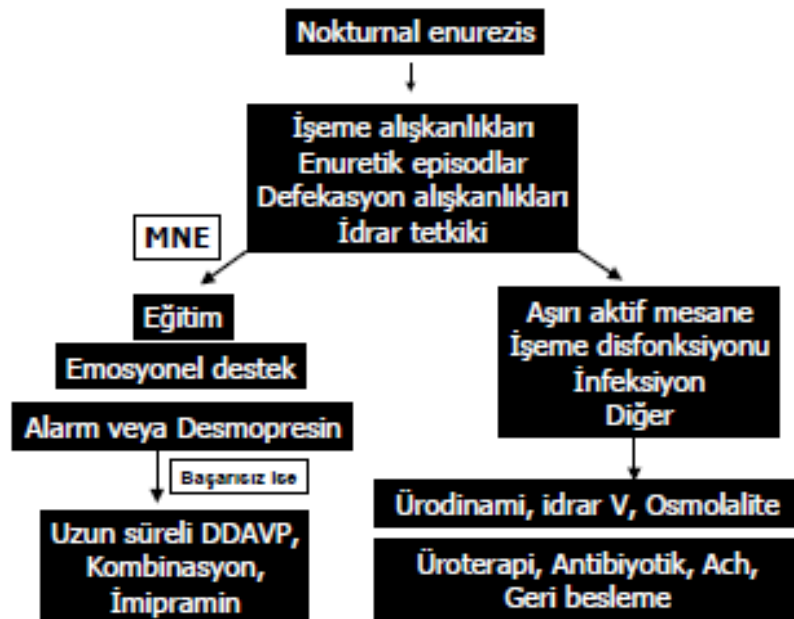 Nokturnal enurezis
İşeme alışkanlıkları
Enuretik episodlar
Defekasyon alışkanlıkları
İdrar tetkiki
MNE
Eğitim
Emosyonel destek
Alarm veya Desmopresin
Başarısız ise
Uzun süreli DDAVP,
Kombinasyon,
İmipramin
Aşırı aktif mesane
İşeme disfonksiyonu
İnfeksiyon
Diğer
Ürodinami, idrar V, Osmolalite
Üroterapi, Antibiyotik, Ach,
Geri besleme